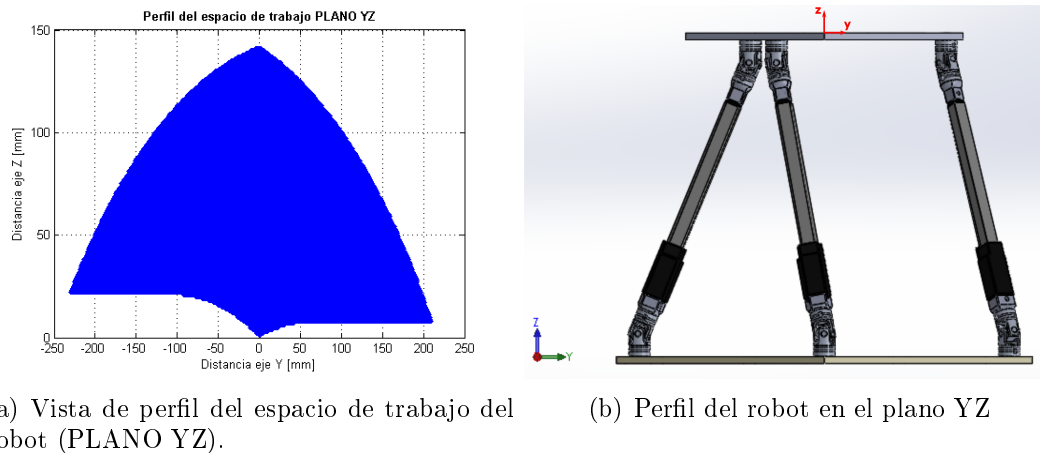 Perfil del espacio de trabajo PLANO YZ
150
100
50
0
Distancia eje Z [mm]
-250 -200 -150 -100 -50 0 50 100 150 200 250
Distancia eje Y [mm]
z
y
Z
Y
a) Vista de perfil del espacio de trabajo del
obot (PLANO YZ).
(b) Perfil del robot en el plano YZ